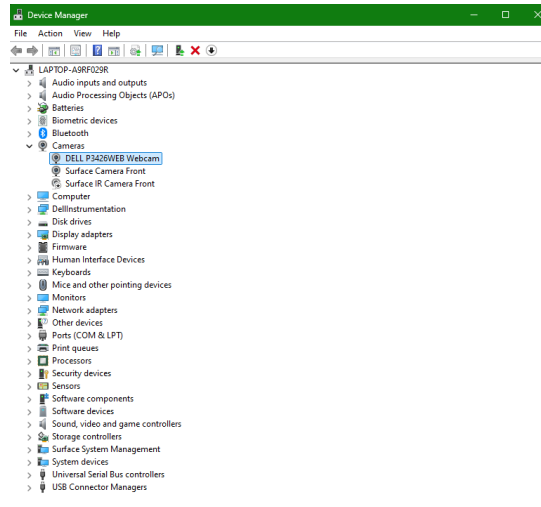 Device Manager
File Action View Help
LAPTOP-A9RF029R
Audio inputs and outputs
Audio Processing Objects (APOs)
Batteries
Biometric devices
Bluetooth
Cameras
DELL P3426WEB Webcam
Surface Camera Front
Surface IR Camera Front
Computer
DellInstrumentation
Disk drives
Display adapters
Firmware
Human Interface Devices
Keyboards
Mice and other pointing devices
Monitors
Network adapters
Other devices
Ports (COM & LPT)
Print queues
Processors
Security devices
Sensors
Software components
Software devices
Sound, video and game controllers
Storage controllers
Surface System Management
System devices
Universal Serial Bus controllers
USB Connector Managers